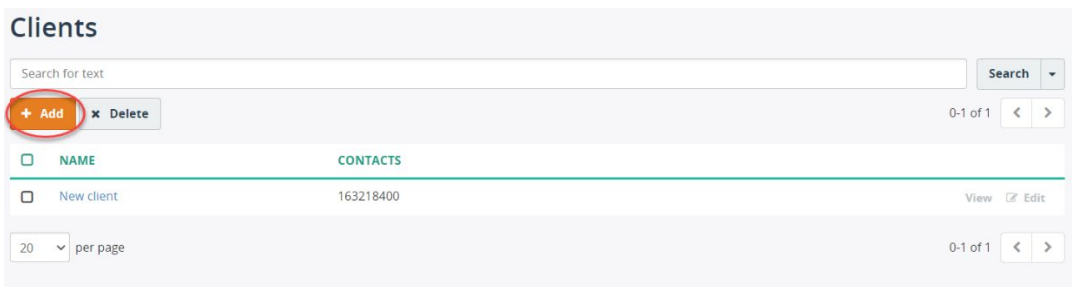 Clients
Search for text
Search
+ Add
× Delete
0-1 of 1
NAME CONTACTS
New client 163218400 View Edit
20 per page
0-1 of 1